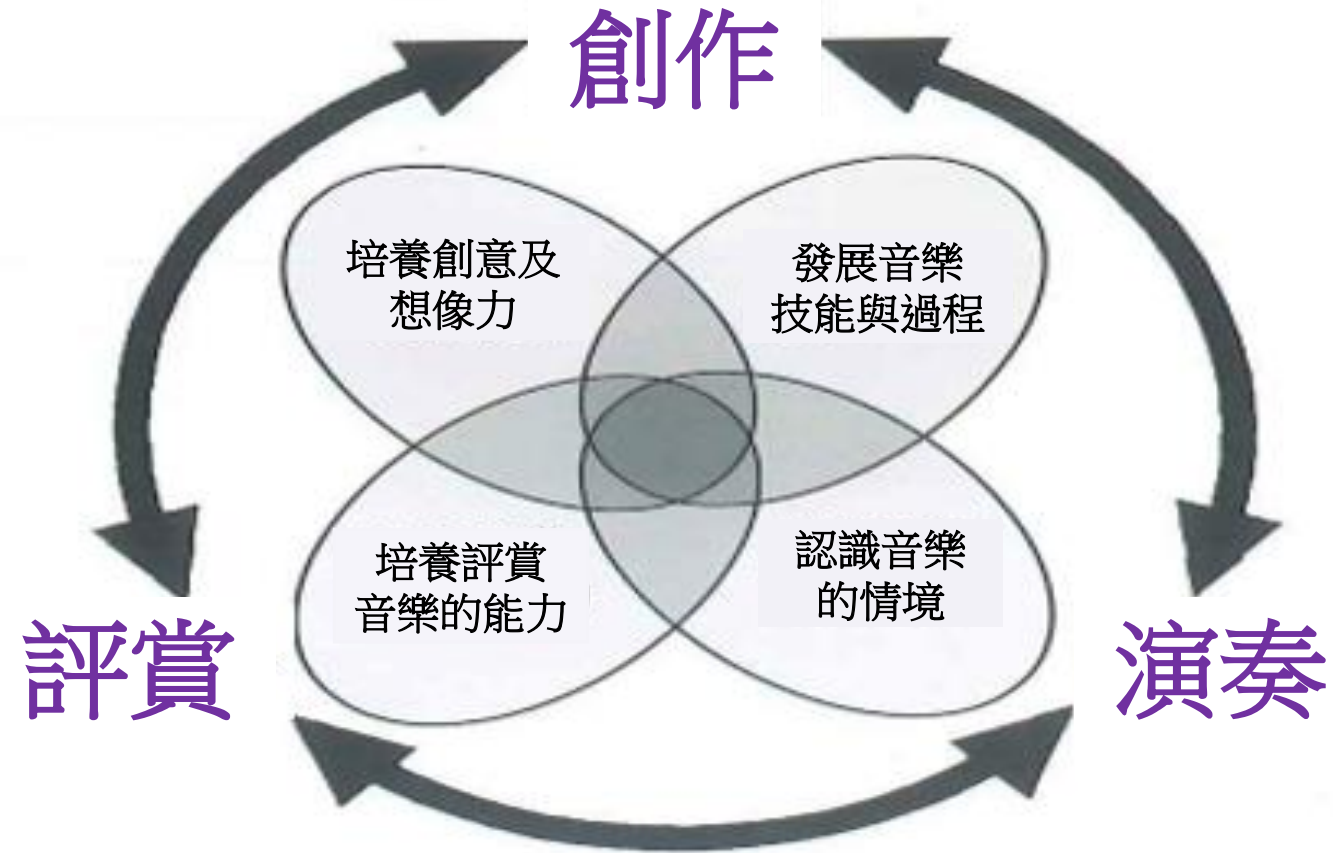 創作
培養創意及
想像力
發展音樂
技能與過程
培養評賞
音樂的能力
認識音樂
的情境
評賞
演奏